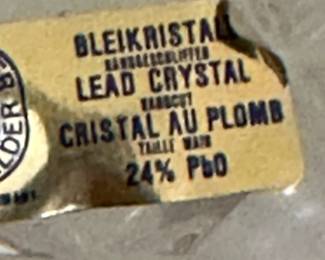 BLEIKRISTALL
HANDGESCHLIFFEN
LEAD CRYSTAL
HANDCUT
CRISTAL AU PLOMB
TAILLE MAIN
24% PbO